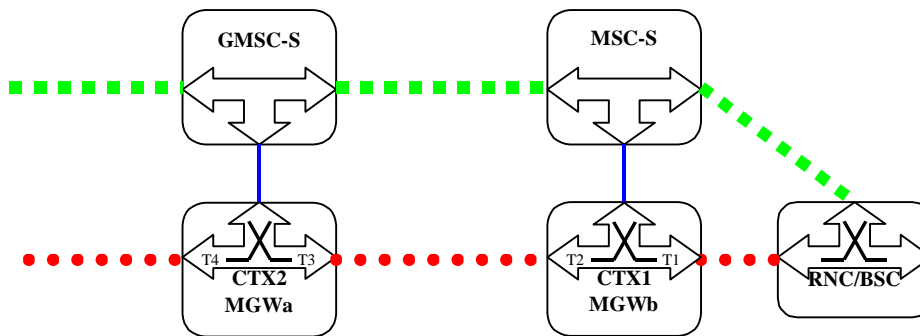 GMSC-S
MSC-S
T4
T3
CTX2
MGWa
T2
T1
CTX1
MGWb
RNC/BSC